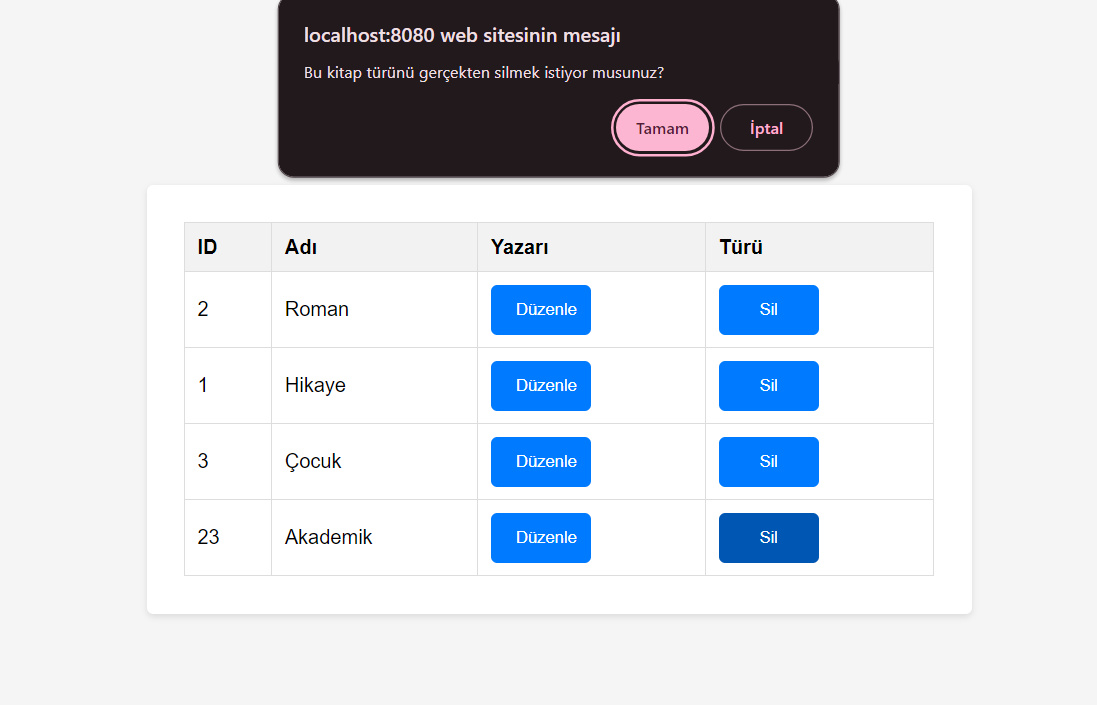 localhost:8080 web sitesinin mesajı
Bu kitap türünü gerçekten silmek istiyor musunuz?
Tamam İptal
ID Adı Yazarı Türü
2 Roman Düzenle Sil
1 Hikaye Düzenle Sil
3 Çocuk Düzenle Sil
23 Akademik Düzenle Sil